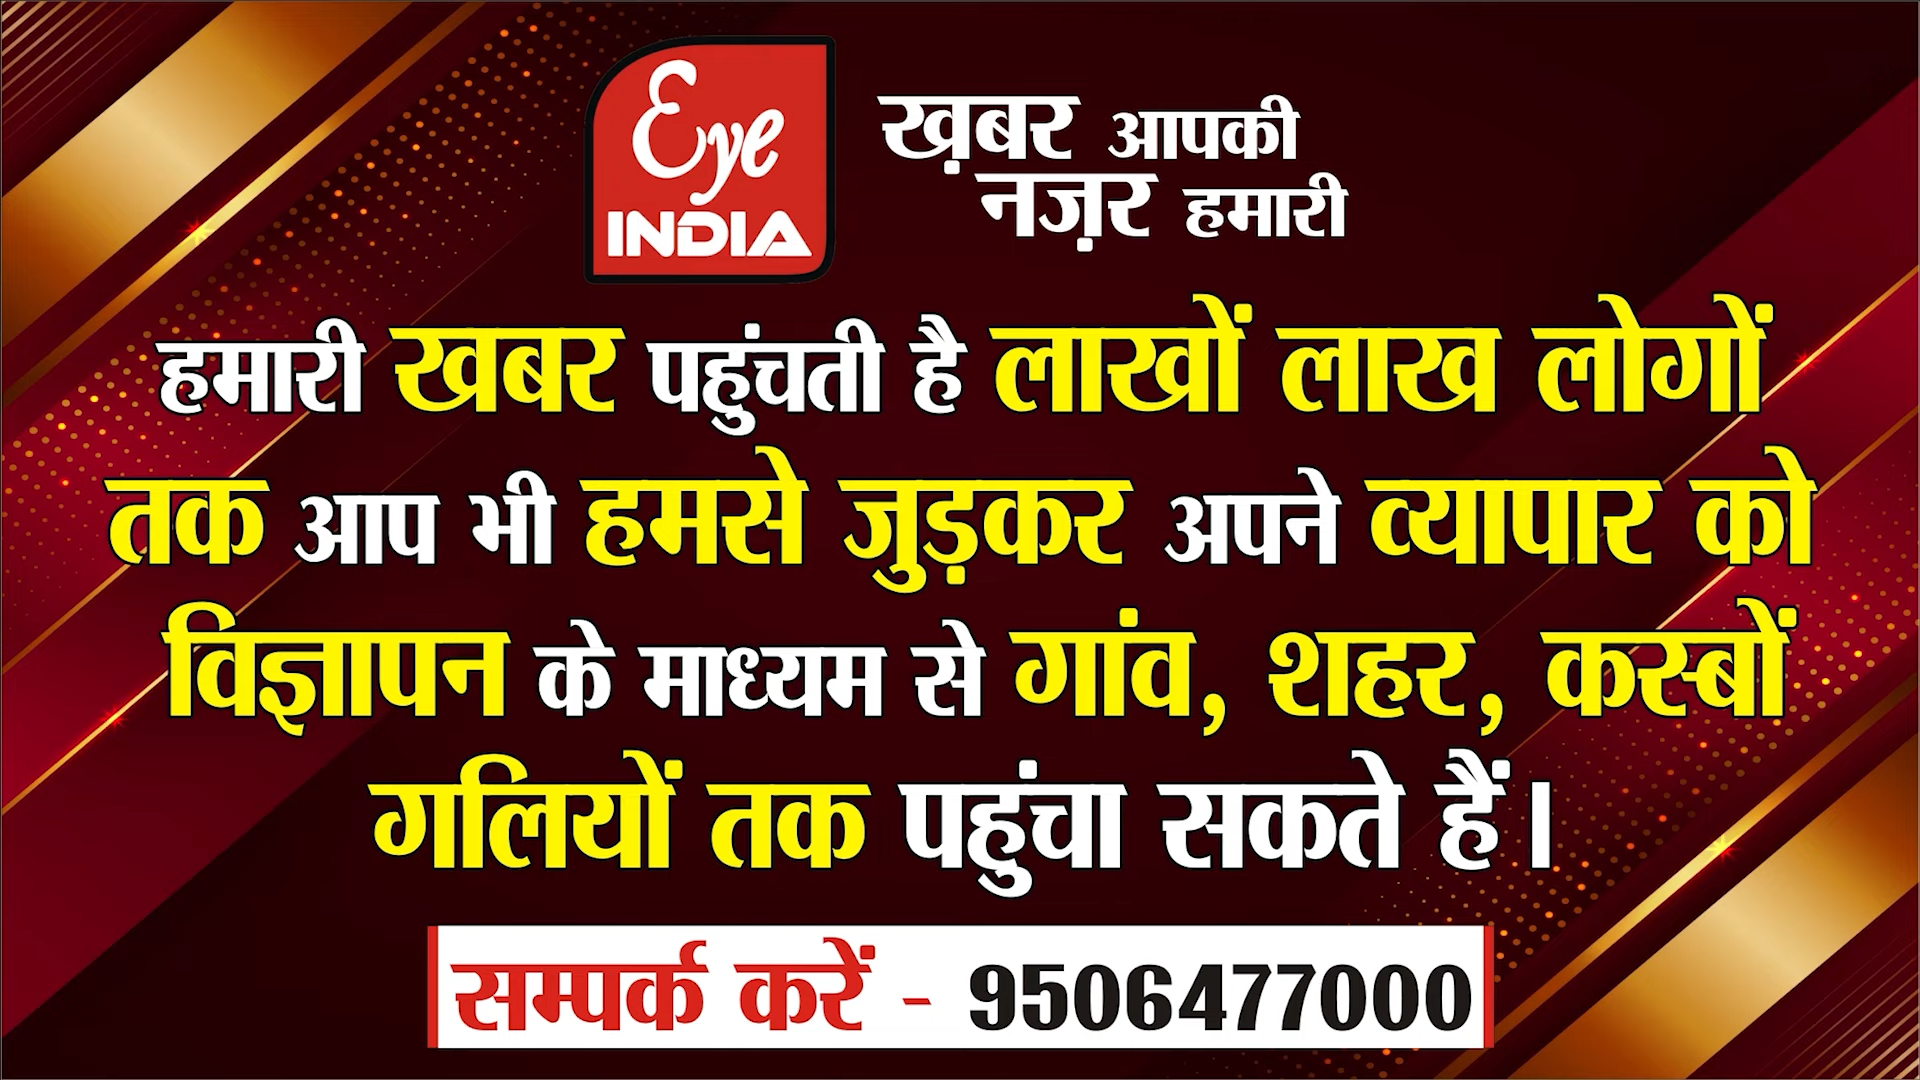 Eye
INDIA
ख़बर आपकी
नज़र हमारी
हमारी खबर पहुंचती है लाखों लाख लोगों
तक आप भी हमसे जुड़कर अपने व्यापार को
विज्ञापन के माध्यम से गांव, शहर, कस्बों
गलियों तक पहुंचा सकते हैं।
सम्पर्क करें - 9506477000